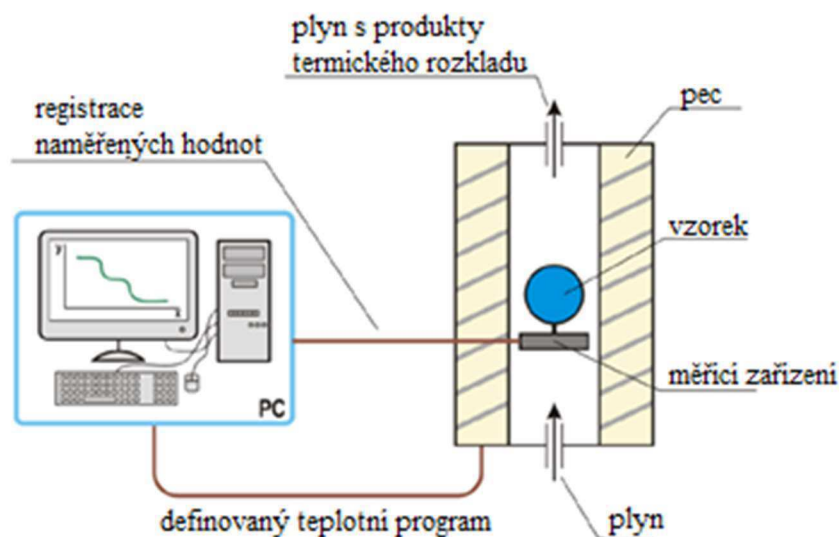 plyn s produkty
termického rozkladu
registrace
naměřených hodnot
pec
vzorek
y
x
PC
měřicí zařízení
definovaný teplotní program
plyn